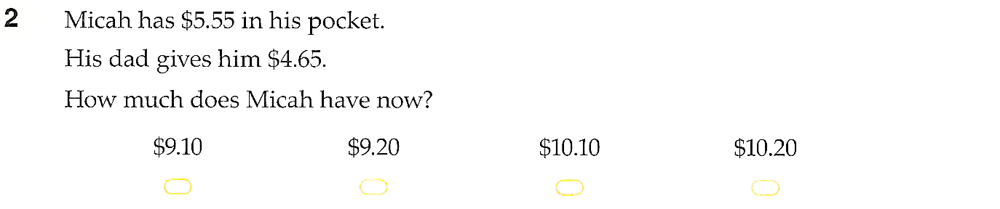 2 Micah has $5.55 in his pocket.
His dad gives him $4.65.
How much does Micah have now?
$9.10 $9.20 $10.10 $10.20